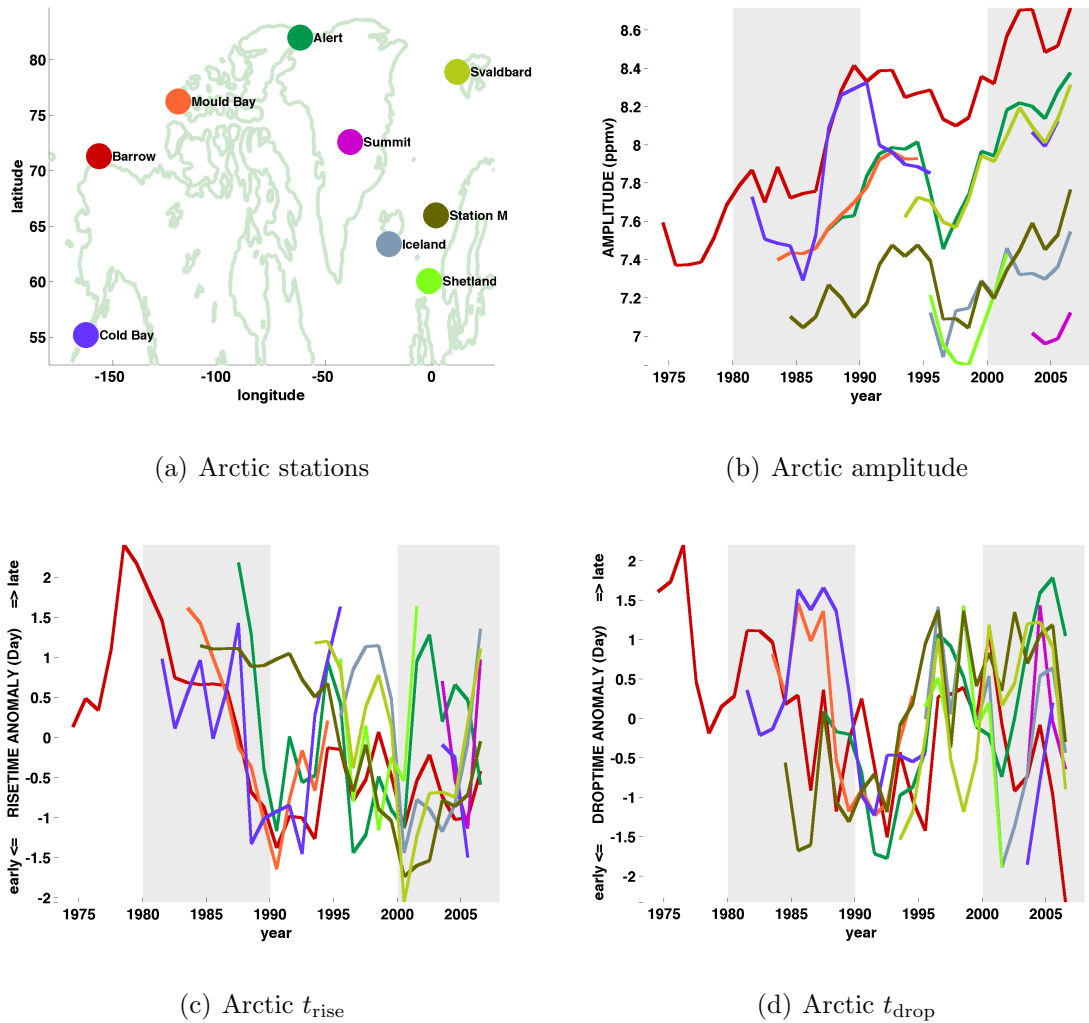 Alert
Svaldbard
Mould Bay
Summit
Barrow
Station M
Iceland
Shetland
Cold Bay
latitude
80
75
70
65
60
55
-150
-100
-50
0
longitude
(a) Arctic stations
AMPLITUDE (ppmv)
8.6
8.4
8.2
8
7.8
7.6
7.4
7.2
7
1975
1980
1985
1990
1995
2000
2005
year
(b) Arctic amplitude
early <= RISETIME ANOMALY (Day) => late
2
1.5
1
0.5
0
-0.5
-1
-1.5
-2
1975
1980
1985
1990
1995
2000
2005
year
(c) Arctic trise
early <= DROPTIME ANOMALY (Day) => late
2
1.5
1
0.5
0
-0.5
-1
-1.5
-2
1975
1980
1985
1990
1995
2000
2005
year
(d) Arctic tdrop